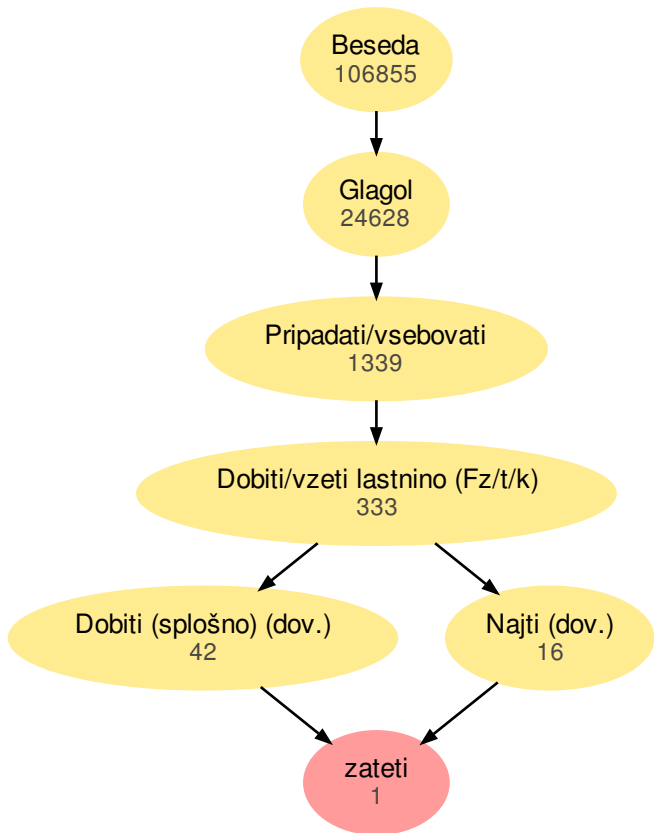 Beseda
106855
Glagol
24628
Pripadati/vsebovati
1339
Dobiti/vzeti lastnino (Fz/t/k)
333
Dobiti (splošno) (dov.)
42
Najti (dov.)
16
zateti
1